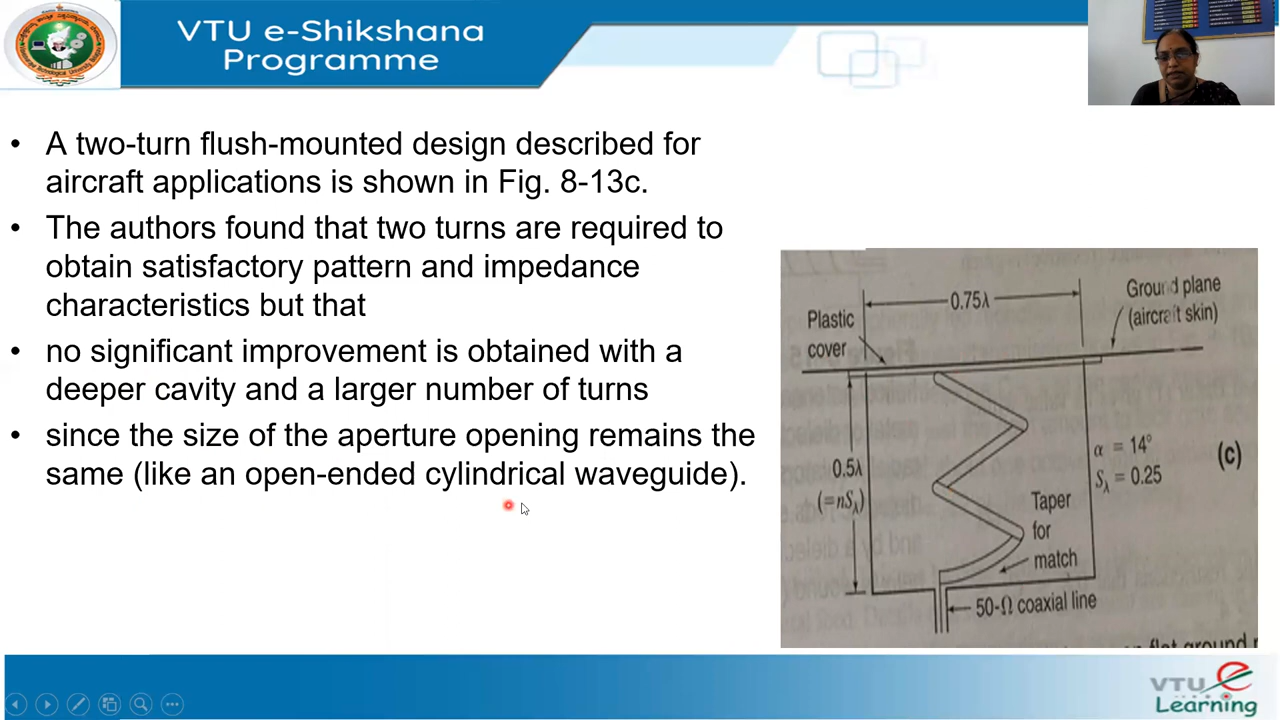 VTU e-Shikshana
Programme
• A two-turn flush-mounted design described for
aircraft applications is shown in Fig. 8-13c.
• The authors found that two turns are required to
obtain satisfactory pattern and impedance
characteristics but that
• no significant improvement is obtained with a
deeper cavity and a larger number of turns
• since the size of the aperture opening remains the
same (like an open-ended cylindrical waveguide).
0.75λ
Ground plane
(aircraft skin)
Plastic
cover
α = 14°
Sλ = 0.25
(c)
0.5λ
(=nSλ)
Taper
for
match
50-Ω coaxial line
VTU e
Learning